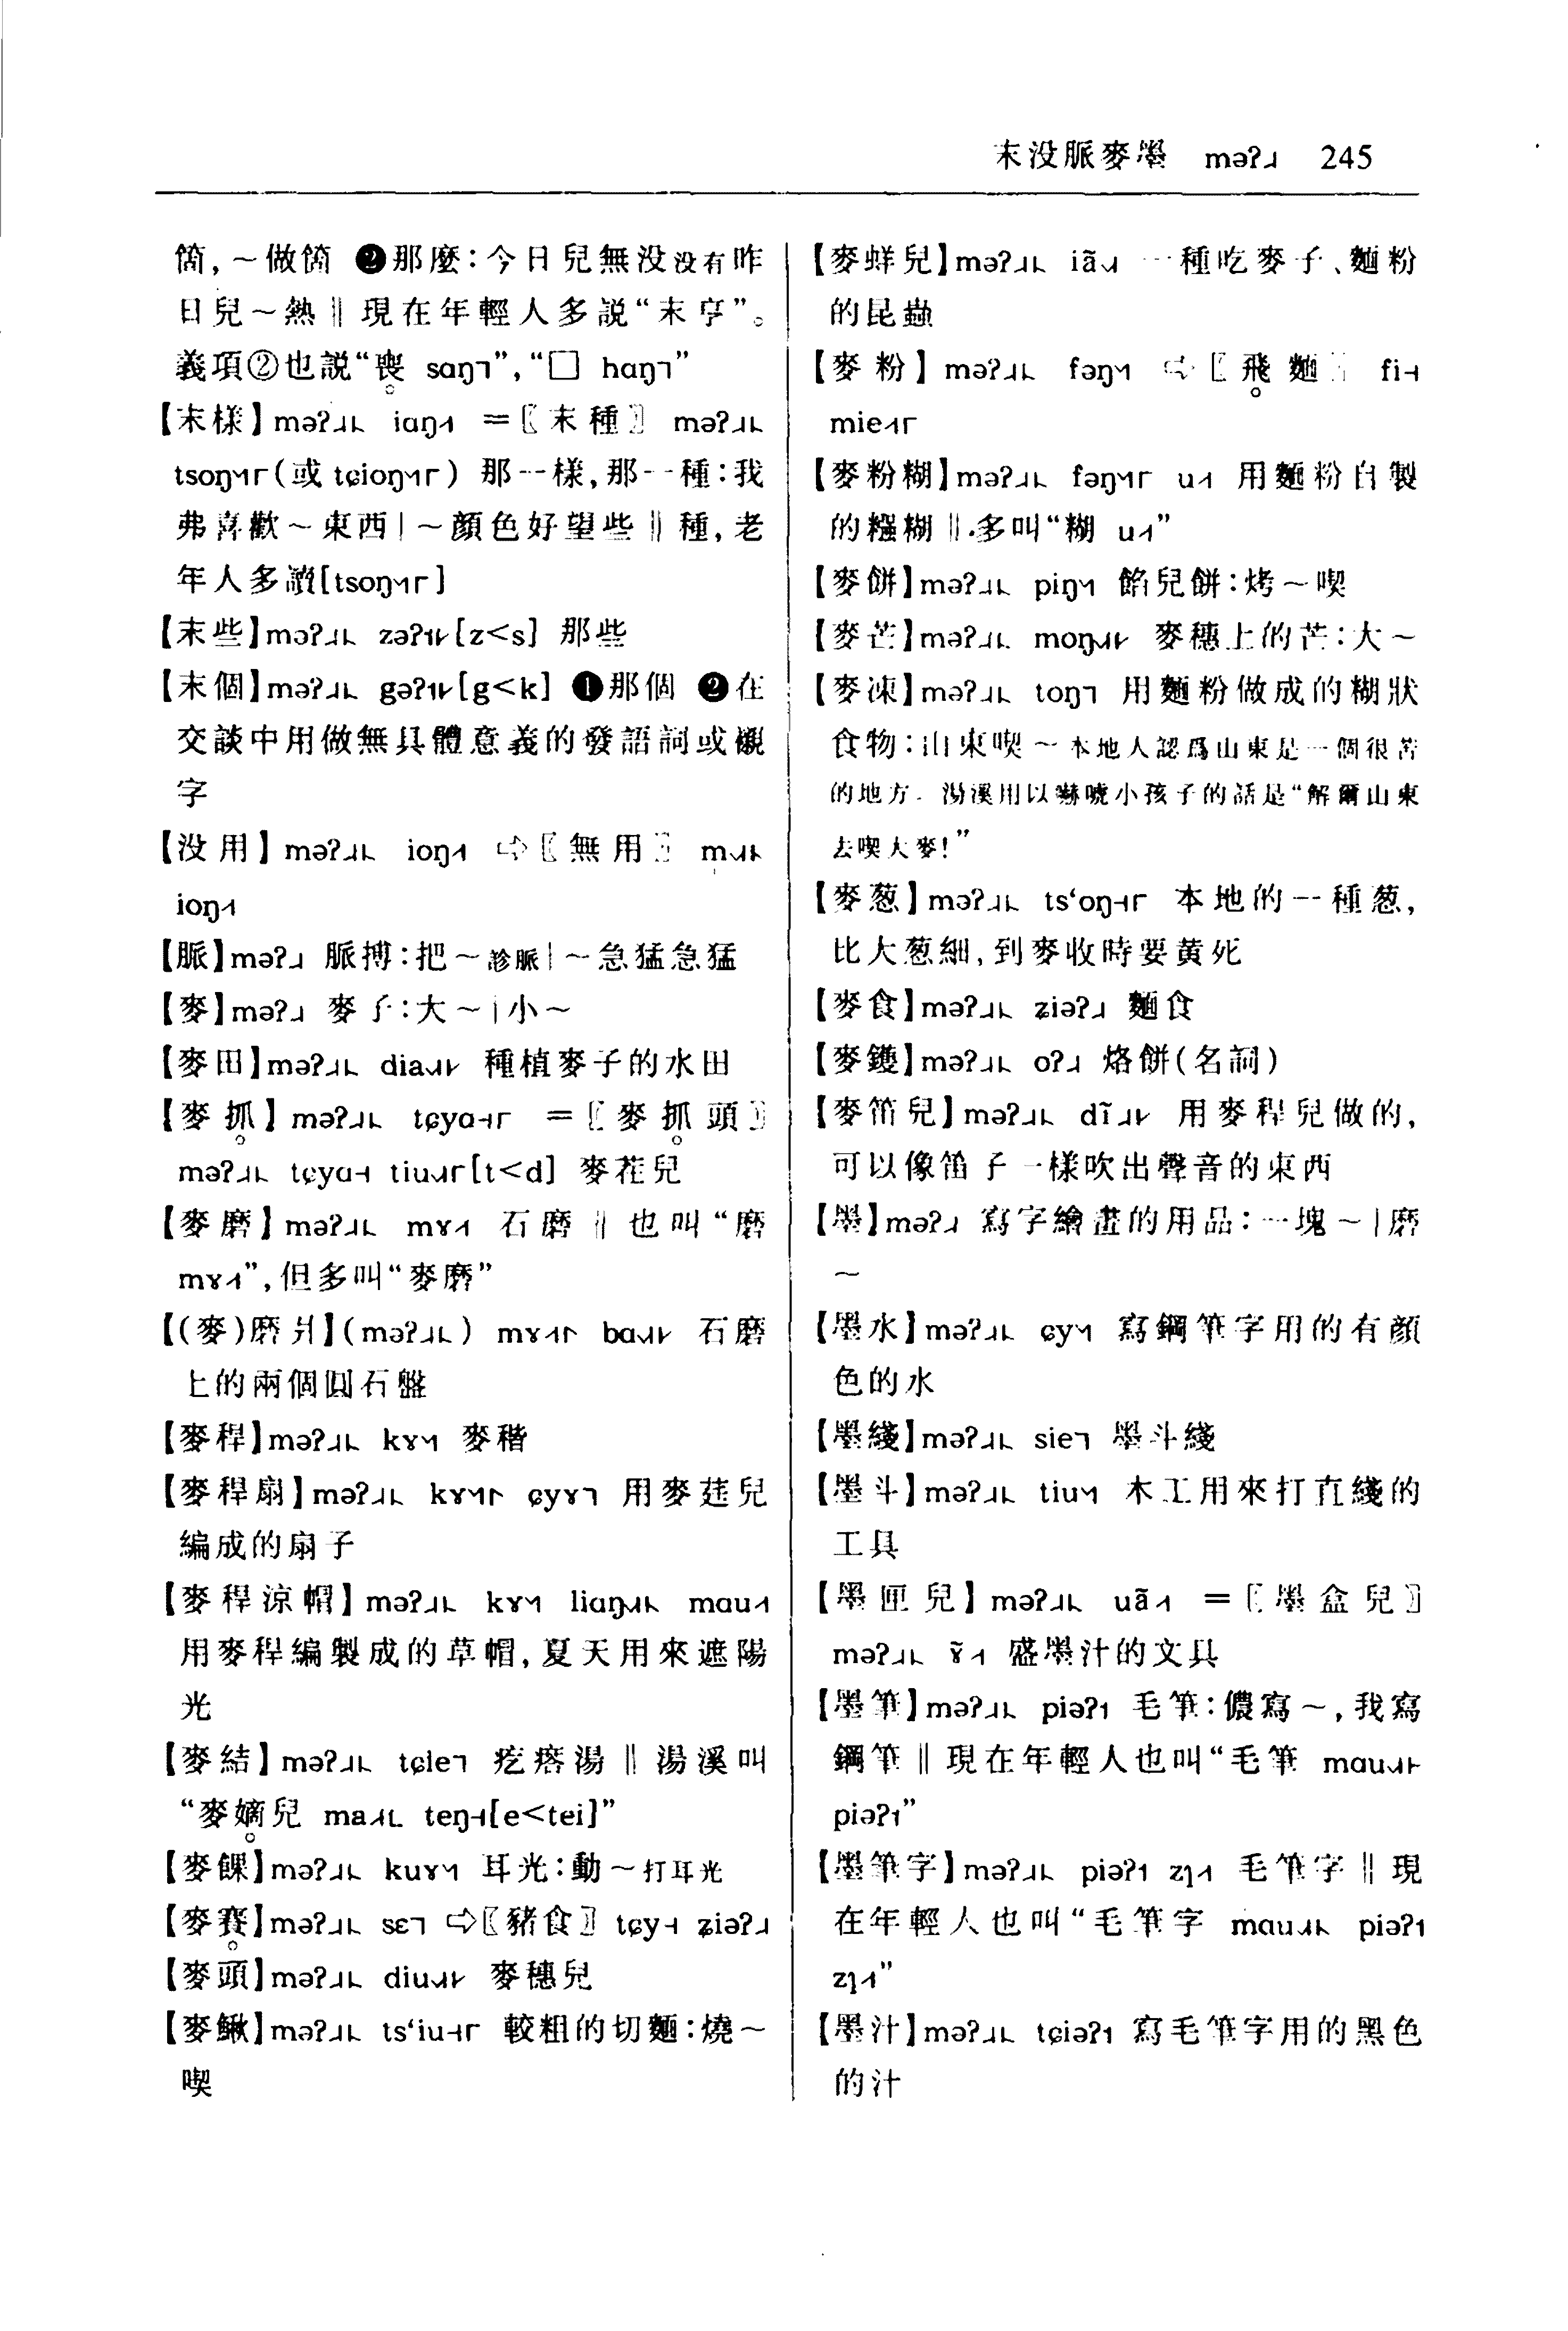 末没脈麥墨 məʔ˩ 245
箇,～做箇 ❷那麼:今日兒無没没有昨
日兒～熱‖現在年輕人多説“末亨”。
義項②也説“喪 sɑŋ˥”,“□ hɑŋ˥”
【末樣】məʔ iɑŋ =〖末種〗 məʔ
tsoŋ(或 tɕioŋ) 那一樣,那一種:我
弗喜歡～東西|～顏色好望些‖種,老
年人多讀[tsoŋ]
【末些】məʔ zəʔ[z<s] 那些
【末個】məʔ gəʔ[g<k] ❶那個 ❷在
交談中用做無具體意義的發語詞或襯
字
【没用】məʔ ioŋ ⇨〖無用〗 m̩
ioŋ
【脈】məʔ˩ 脈搏:把～診脈|～急猛急猛
【麥】məʔ˩ 麥子:大～|小～
【麥田】məʔ dia 種植麥子的水田
【麥抓】məʔ tɕyɑ =〖麥抓頭〗
məʔ tɕyɑ tiu[t<d] 麥花兒
【麥磨】məʔ mɤ 石磨‖也叫“磨
mɤ”,但多叫“麥磨”
【(麥)磨爿】(məʔ) mɤ bɑ 石磨
上的兩個圓石盤
【麥稈】məʔ kɤ 麥稭
【麥稈扇】məʔ kɤ ɕyɤ˥ 用麥莛兒
編成的扇子
【麥稈涼帽】məʔ kɤ liɑŋ mɑu
用麥稈編製成的草帽,夏天用來遮陽
光
【麥結】məʔ tɕie˥ 疙瘩湯‖湯溪叫
“麥嫡兒 ma teŋ[e<tei]”
【麥餜】məʔ kuɤ 耳光:動～打耳光
【麥賽】məʔ sɛ˥ ⇨〖豬食〗 tɕy ʑiəʔ˩
【麥頭】məʔ diu 麥穗兒
【麥鰍】məʔ ts‘iu 較粗的切麵:燒～
喫
【麥蛘兒】məʔ iã 一種吃麥子、麵粉
的昆蟲
【麥粉】məʔ fəŋ ⇨〖飛麵〗 fi
mie
【麥粉糊】məʔ fəŋ u 用麵粉自製
的糨糊‖多叫“糊 u”
【麥餅】məʔ piŋ 餡兒餅:烤～喫
【麥芒】məʔ moŋ 麥穗上的芒:大～
【麥凍】məʔ toŋ˥ 用麵粉做成的糊狀
食物:山東喫～本地人認爲山東是一個很苦
的地方。湯溪用以嚇唬小孩子的話是“解爾山東
去喫大麥!”
【麥葱】məʔ ts‘oŋ 本地的一種葱,
比大葱細,到麥收時要黄死
【麥食】məʔ ʑiəʔ˩ 麵食
【麥鑊】məʔ oʔ˩ 烙餅(名詞)
【麥笛兒】məʔ dĩ 用麥稈兒做的,
可以像笛子一樣吹出聲音的東西
【墨】məʔ˩ 寫字繪畫的用品:一塊～|磨
～
【墨水】məʔ ɕy 寫鋼筆字用的有顏
色的水
【墨綫】məʔ sie˥ 墨斗綫
【墨斗】məʔ tiu 木工用來打直綫的
工具
【墨匣兒】məʔ uã =〖墨盒兒〗
məʔ ɤ̃ 盛墨汁的文具
【墨筆】məʔ piəʔ 毛筆:儂寫～,我寫
鋼筆‖現在年輕人也叫“毛筆 mɑu
piəʔ”
【墨筆字】məʔ piəʔ zɿ 毛筆字‖現
在年輕人也叫“毛筆字 mɑu piəʔ
zɿ”
【墨汁】məʔ tɕiəʔ 寫毛筆字用的黑色
的汁